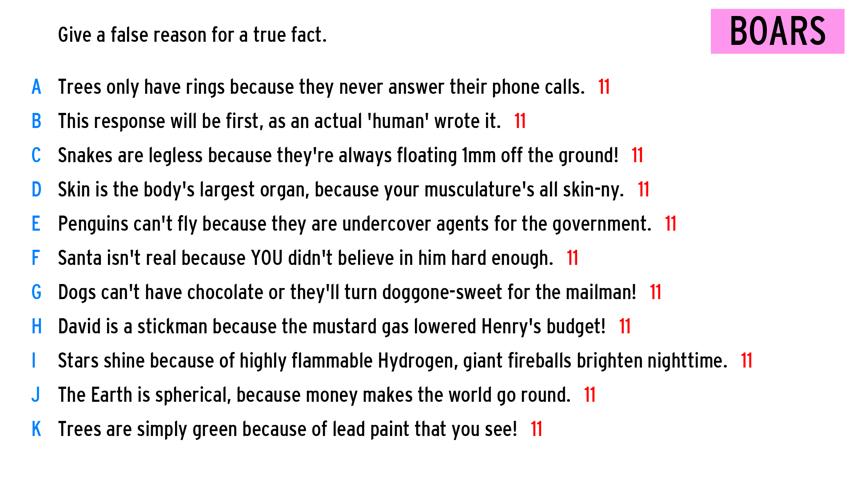 Give a false reason for a true fact.
BOARS
A Trees only have rings because they never answer their phone calls. 11
B This response will be first, as an actual 'human' wrote it. 11
C Snakes are legless because they're always floating 1mm off the ground! 11
D Skin is the body's largest organ, because your musculature's all skin-ny. 11
E Penguins can't fly because they are undercover agents for the government. 11
F Santa isn't real because YOU didn't believe in him hard enough. 11
G Dogs can't have chocolate or they'll turn doggone-sweet for the mailman! 11
H David is a stickman because the mustard gas lowered Henry's budget! 11
I Stars shine because of highly flammable Hydrogen, giant fireballs brighten nighttime. 11
J The Earth is spherical, because money makes the world go round. 11
K Trees are simply green because of lead paint that you see! 11